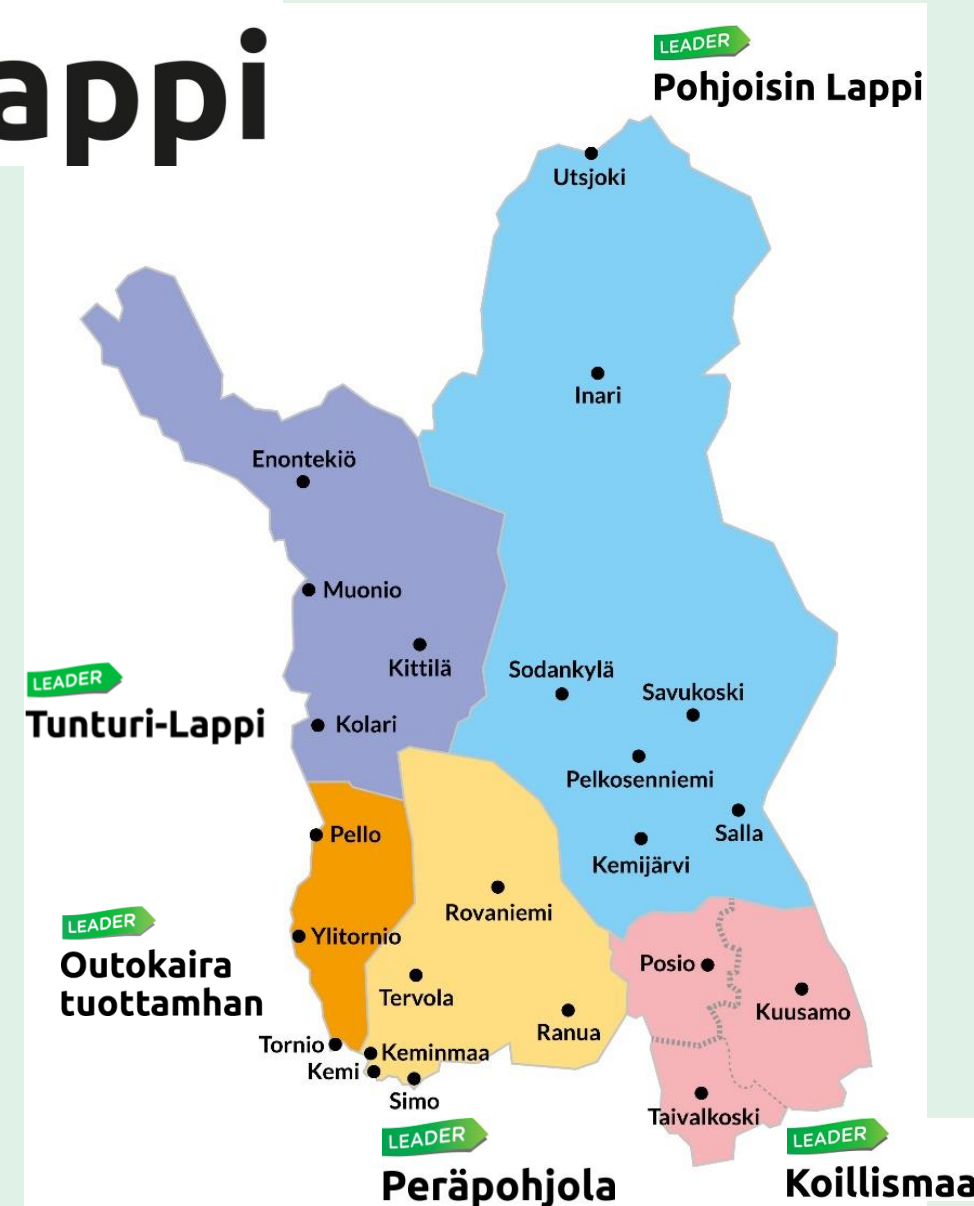 appi
LEADER
Pohjoisin Lappi
Utsjoki
Inari
Enontekiö
Muonio
Kittilä
Sodankylä
Savukoski
LEADER
Tunturi-Lappi
Kolari
Pelkosenniemi
Salla
Pello
Kemijärvi
LEADER
Outokaira
tuottamhan
Rovaniemi
Ylitornio
Posio
Tervola
Kuusamo
Ranua
Tornio
Keminmaa
Kemi
Simo
Taivalkoski
LEADER
Peräpohjola
LEADER
Koillismaa